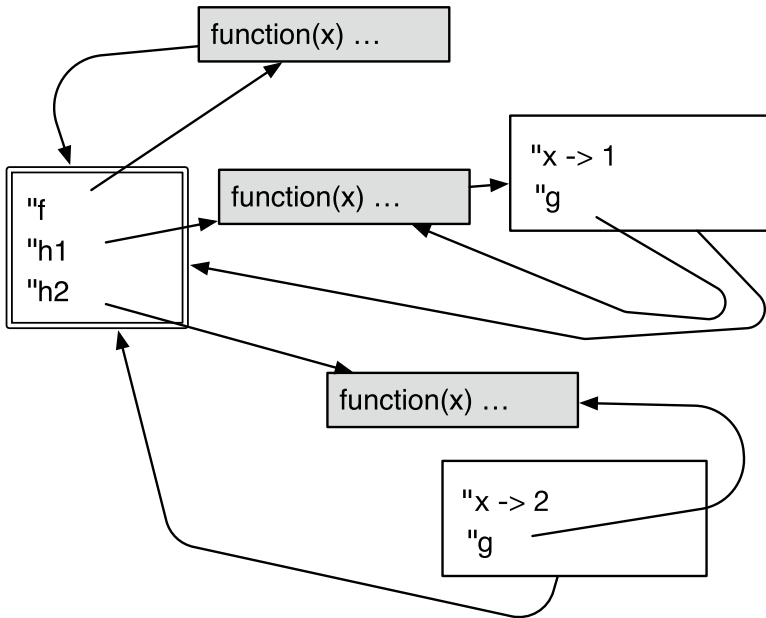 function(x) …
"f
"h1
"h2
function(x) …
"x -> 1
"g
function(x) …
"x -> 2
"g